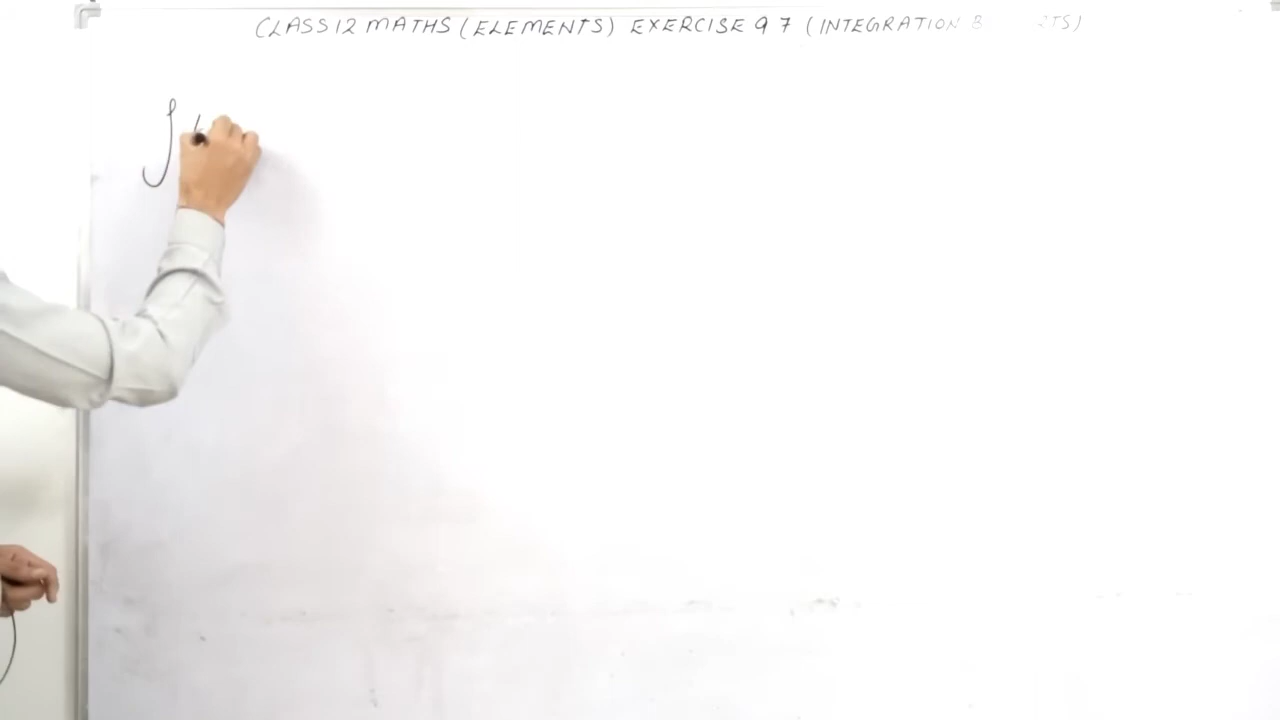 CLASS 12 MATHS (ELEMENTS) EXERCISE 9 7 (INTEGRATION
∫